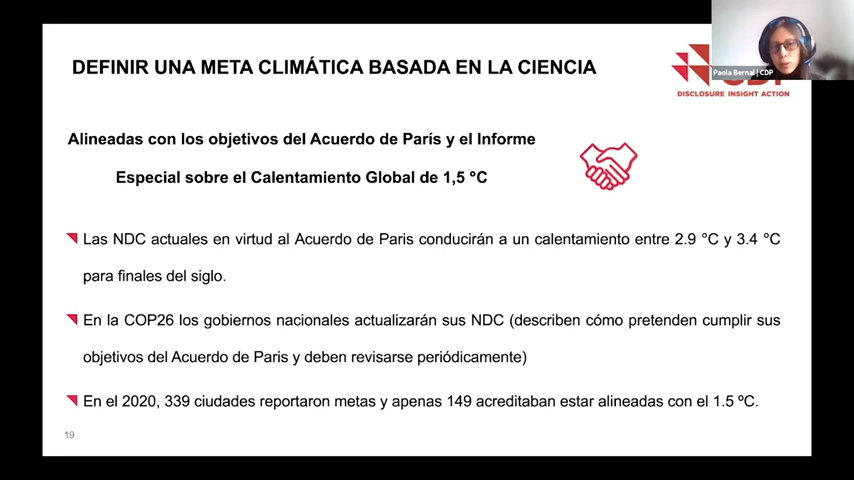 Paola Bernal | CDP
DEFINIR UNA META CLIMÁTICA BASADA EN LA CIENCIA
DISCLOSURE INSIGHT ACTION
Alineadas con los objetivos del Acuerdo de París y el Informe
Especial sobre el Calentamiento Global de 1,5 °C
Las NDC actuales en virtud al Acuerdo de Paris conducirán a un calentamiento entre 2.9 °C y 3.4 °C
para finales del siglo.
En la COP26 los gobiernos nacionales actualizarán sus NDC (describen cómo pretenden cumplir sus
objetivos del Acuerdo de Paris y deben revisarse periódicamente)
En el 2020, 339 ciudades reportaron metas y apenas 149 acreditaban estar alineadas con el 1.5 ºC.
19